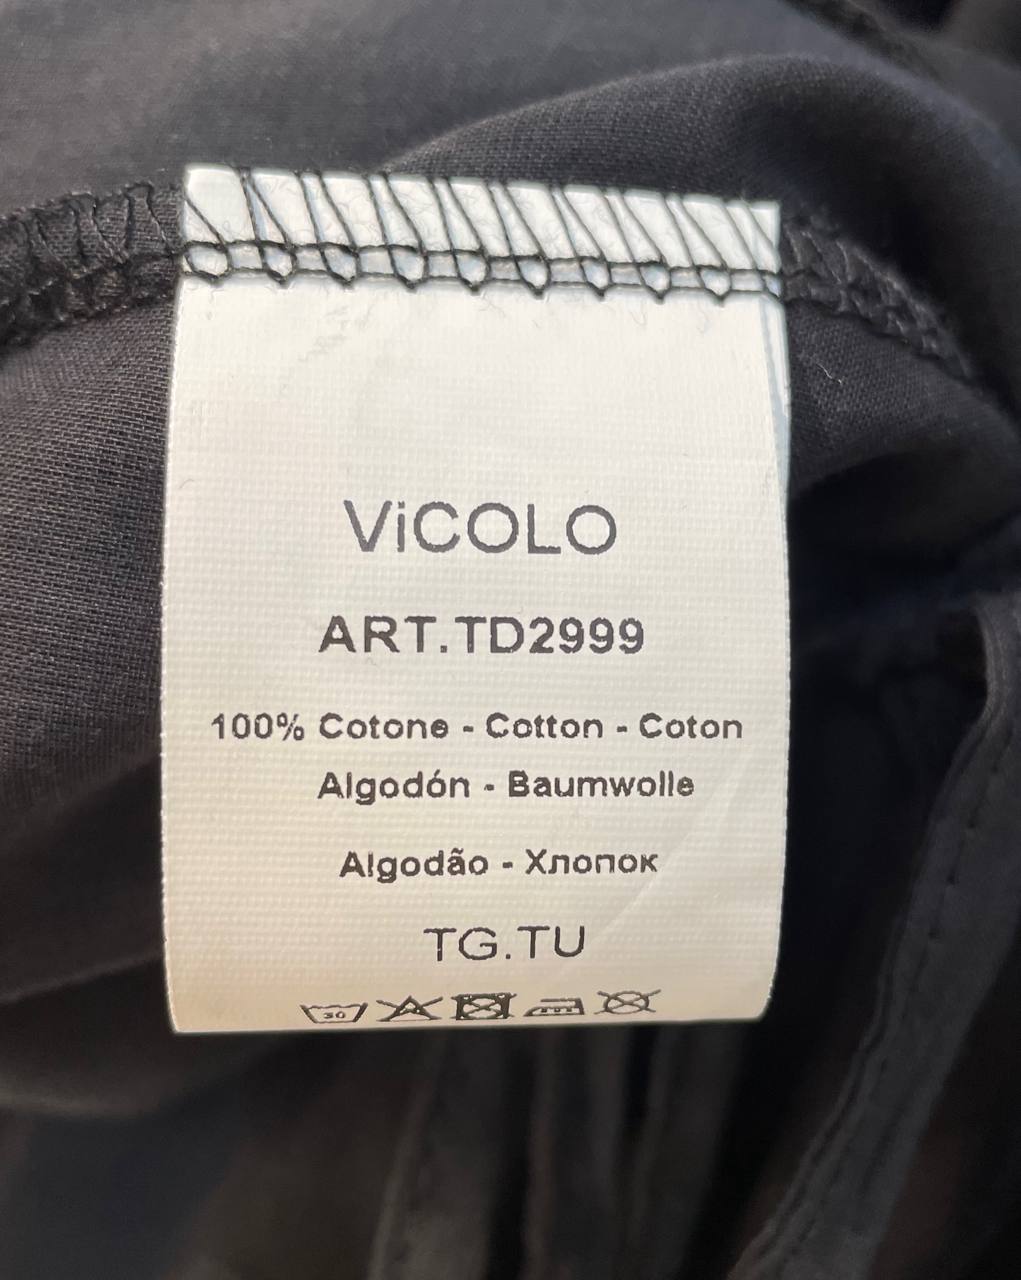 ViCOLO
ART.TD2999
100% Cotone - Cotton - Coton
Algodón - Baumwolle
Algodão - Хлопок
TG.TU
30